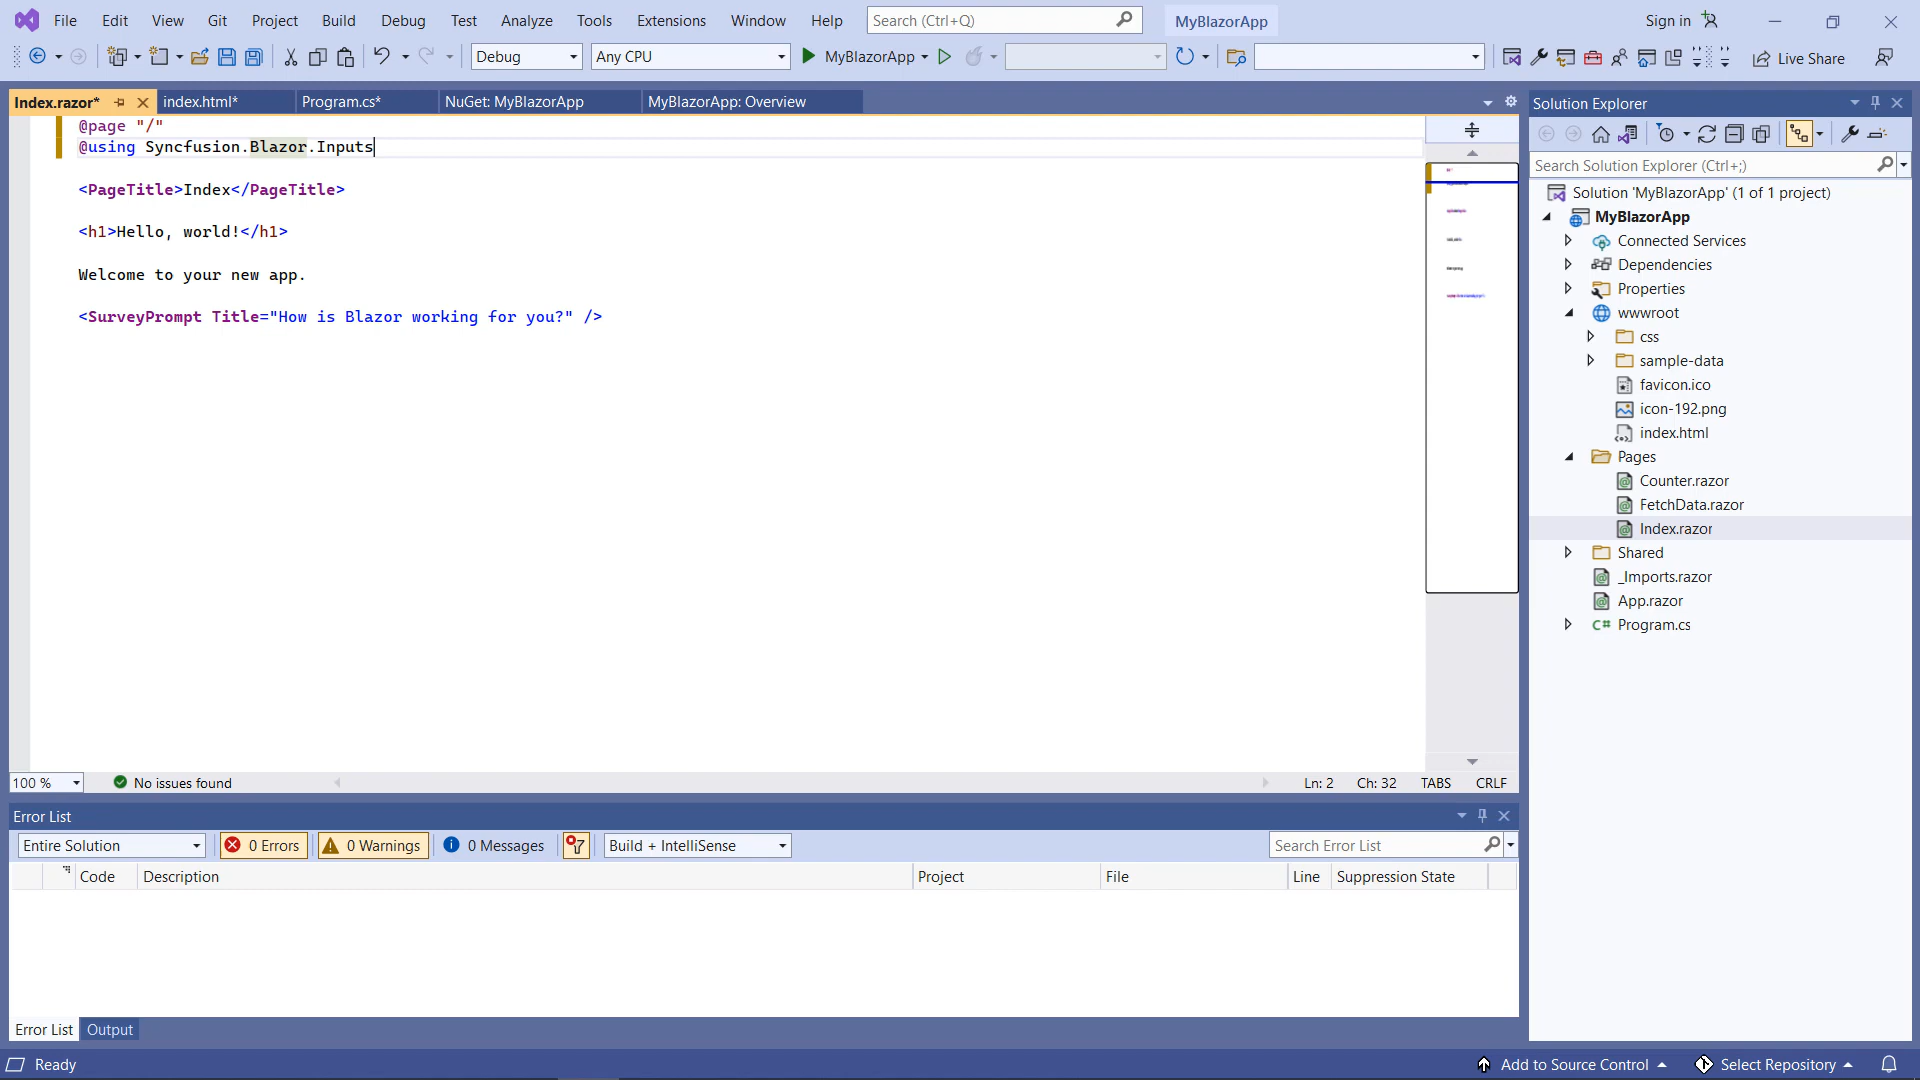 File Edit View Git Project Build Debug Test Analyze Tools Extensions Window Help Search (Ctrl+Q) MyBlazorApp Sign in
Debug Any CPU MyBlazorApp Live Share
Index.razor* index.html* Program.cs* NuGet: MyBlazorApp MyBlazorApp: Overview
@page "/"
@using Syncfusion.Blazor.Inputs
<PageTitle>Index</PageTitle>
<h1>Hello, world!</h1>
Welcome to your new app.
<SurveyPrompt Title="How is Blazor working for you?" />
100 % No issues found Ln: 2 Ch: 32 TABS CRLF
Solution Explorer
Search Solution Explorer (Ctrl+;)
Solution 'MyBlazorApp' (1 of 1 project)
MyBlazorApp
Connected Services
Dependencies
Properties
wwwroot
css
sample-data
favicon.ico
icon-192.png
index.html
Pages
Counter.razor
FetchData.razor
Index.razor
Shared
_Imports.razor
App.razor
C# Program.cs
Error List
Entire Solution 0 Errors 0 Warnings 0 Messages Build + IntelliSense Search Error List
Code Description Project File Line Suppression State
Error List Output
Ready Add to Source Control Select Repository